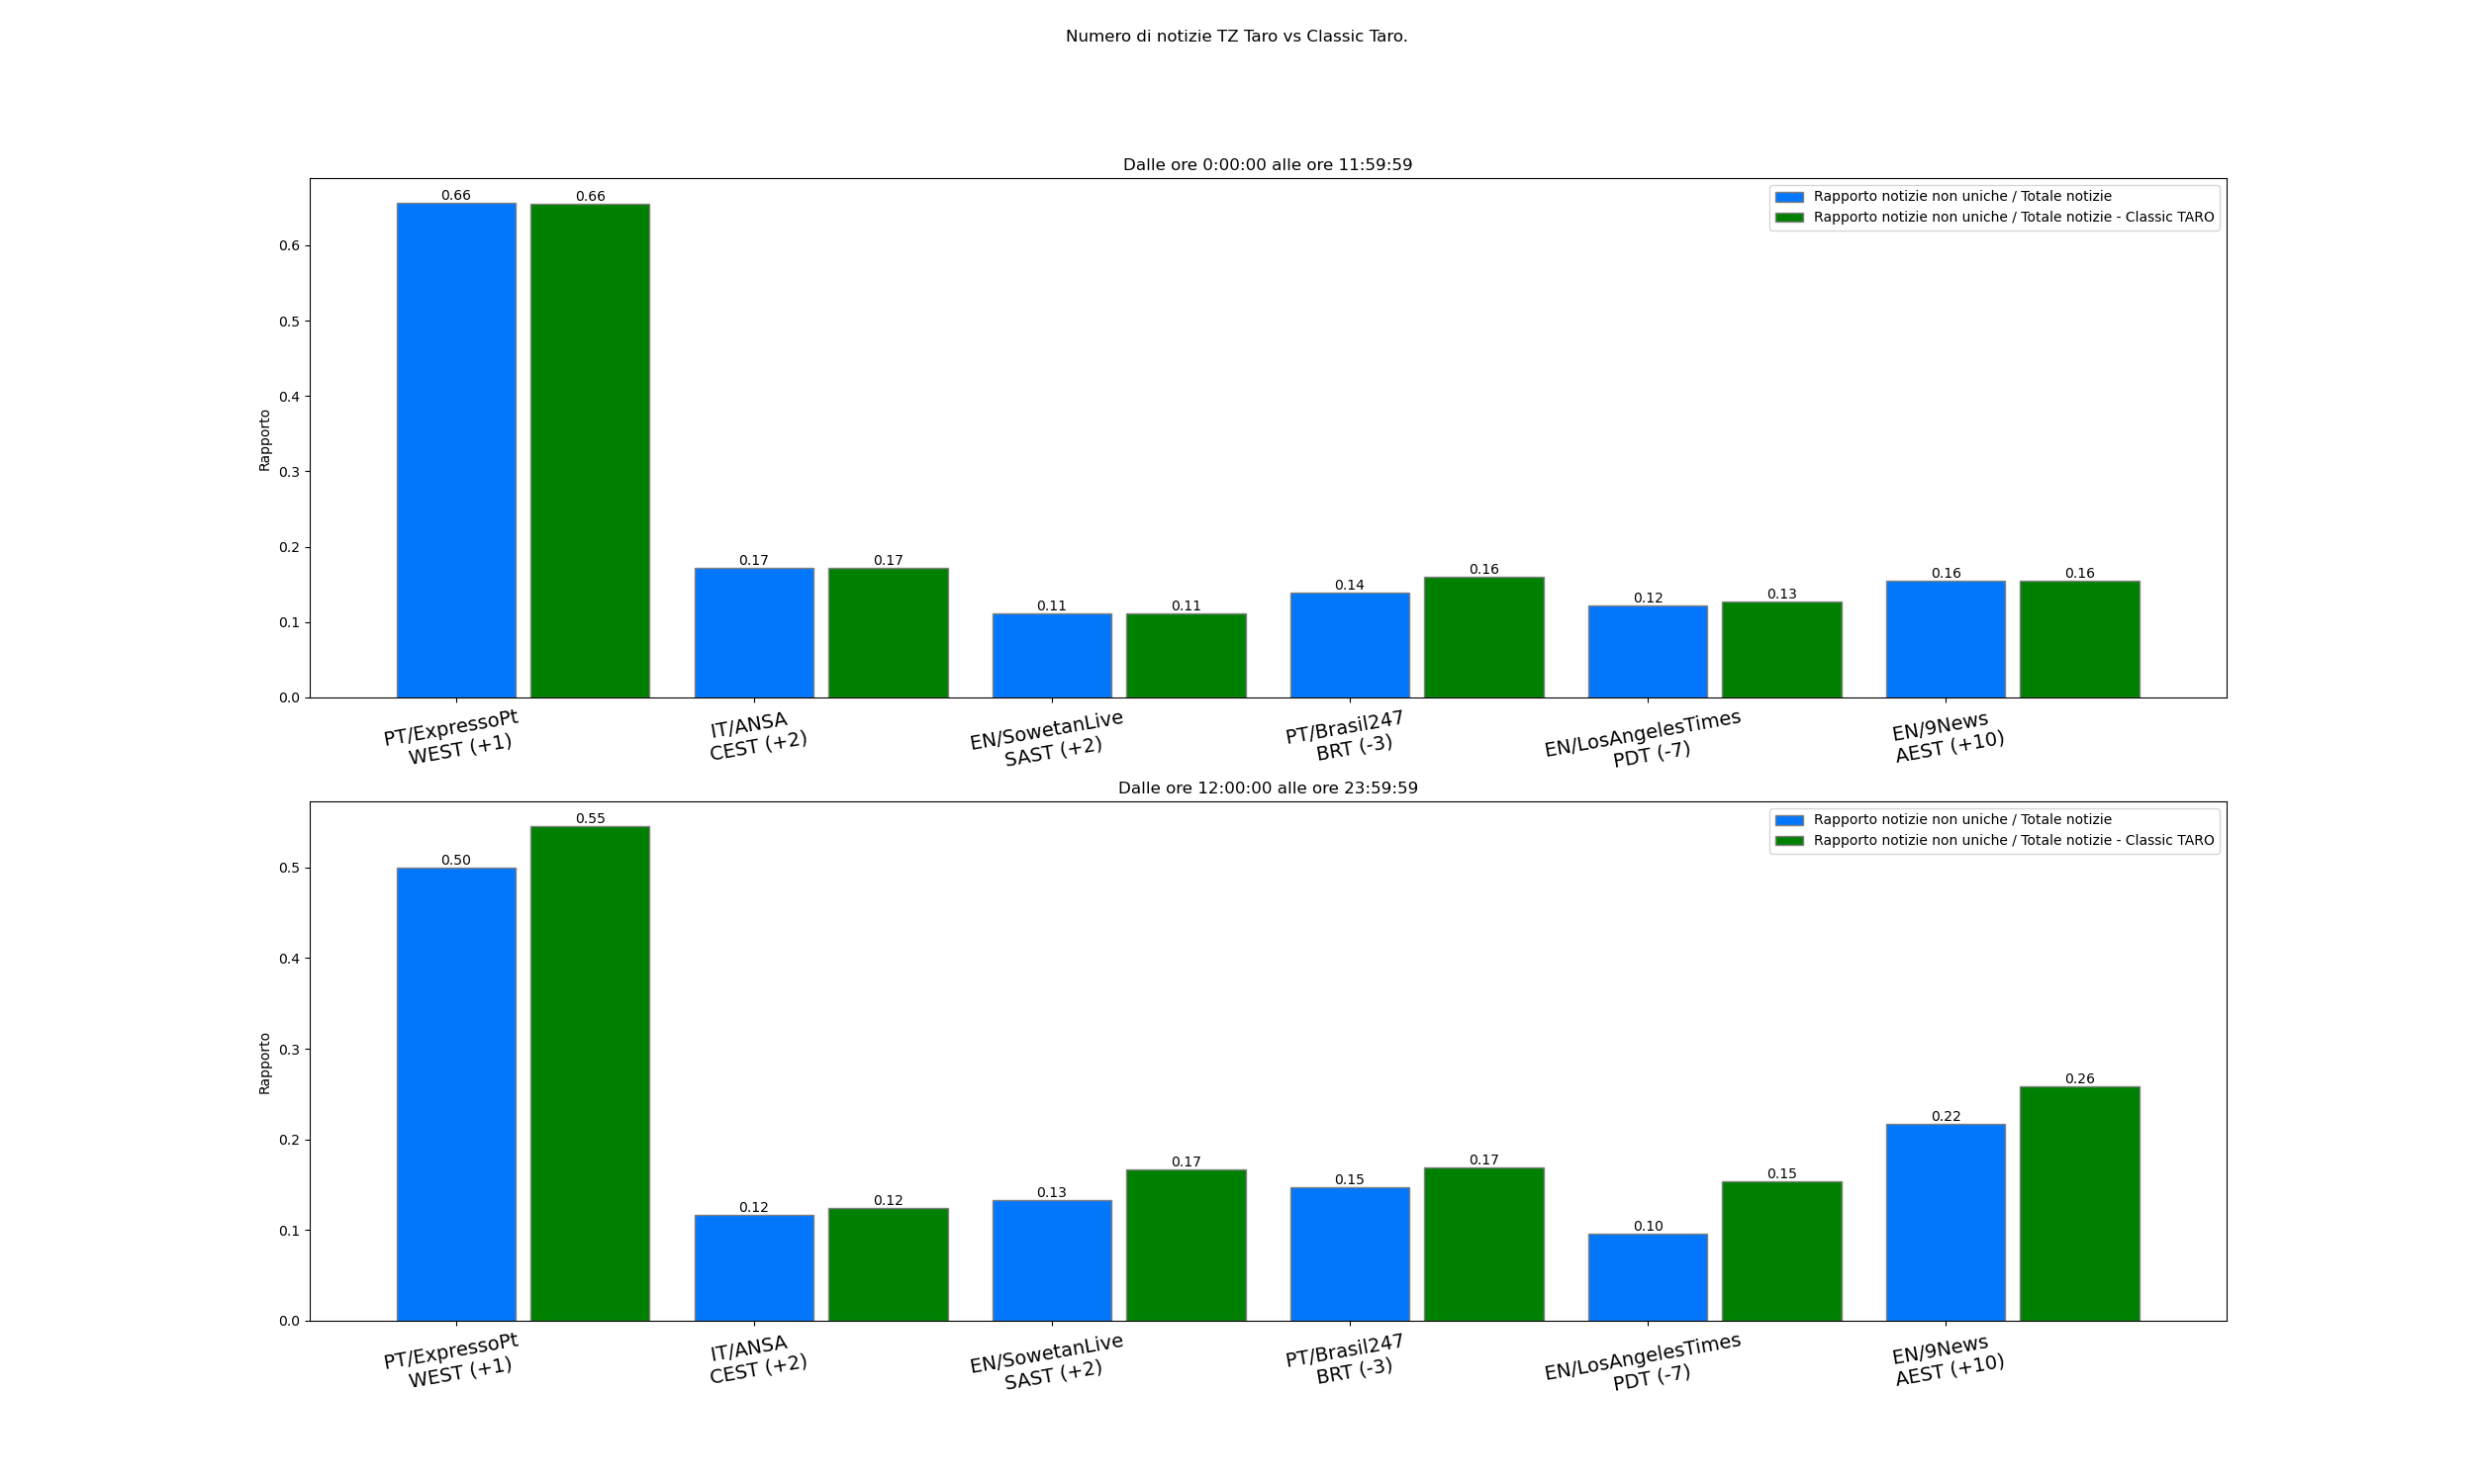 Numero di notizie TZ Taro vs Classic Taro.
Dalle ore 0:00:00 alle ore 11:59:59
Rapporto notizie non uniche / Totale notizie
Rapporto notizie non uniche / Totale notizie - Classic TARO
Rapporto
0.6
0.5
0.4
0.3
0.2
0.1
0.0
0.66
0.66
0.17
0.17
0.11
0.11
0.14
0.16
0.12
0.13
0.16
0.16
PT/ExpressoPt
WEST (+1)
IT/ANSA
CEST (+2)
EN/SowetanLive
SAST (+2)
PT/Brasil247
BRT (-3)
EN/LosAngelesTimes
PDT (-7)
EN/9News
AEST (+10)
Dalle ore 12:00:00 alle ore 23:59:59
Rapporto notizie non uniche / Totale notizie
Rapporto notizie non uniche / Totale notizie - Classic TARO
Rapporto
0.5
0.4
0.3
0.2
0.1
0.0
0.50
0.55
0.12
0.12
0.13
0.17
0.15
0.17
0.10
0.15
0.22
0.26
PT/ExpressoPt
WEST (+1)
IT/ANSA
CEST (+2)
EN/SowetanLive
SAST (+2)
PT/Brasil247
BRT (-3)
EN/LosAngelesTimes
PDT (-7)
EN/9News
AEST (+10)